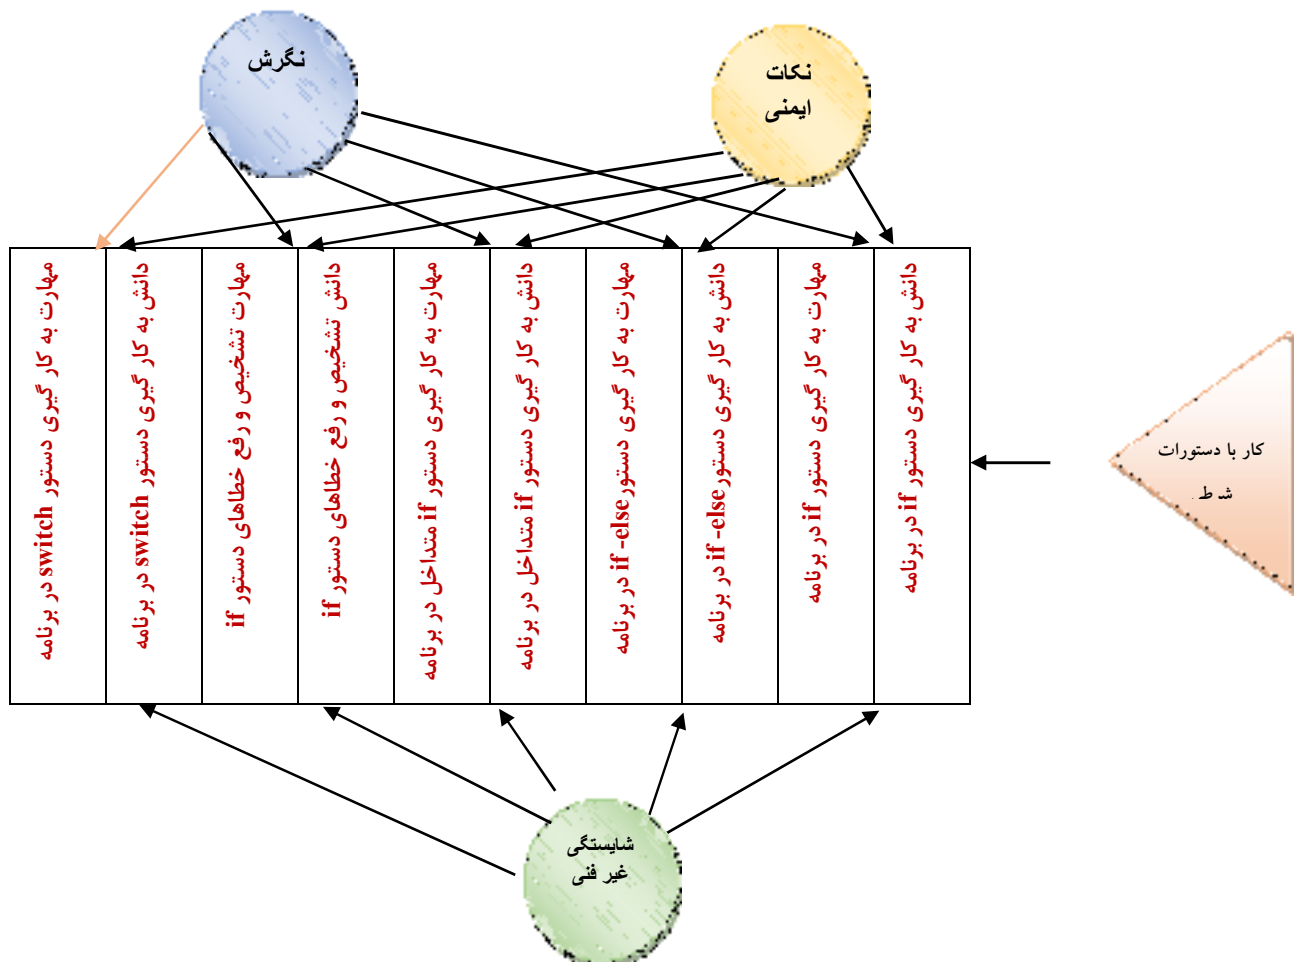 نگرش
نکات
ایمنی
دانش به کار گیری دستور if در برنامه
مهارت به کار گیری دستور if در برنامه
دانش به کار گیری دستور if -else در برنامه
مهارت به کار گیری دستور if -else در برنامه
دانش به کار گیری دستور if متداخل در برنامه
مهارت به کار گیری دستور if متداخل در برنامه
دانش تشخیص و رفع خطاهای دستور if
مهارت تشخیص و رفع خطاهای دستور if
دانش به کار گیری دستور switch در برنامه
مهارت به کار گیری دستور switch در برنامه
کار با دستورات
شایستگی
غیر فنی